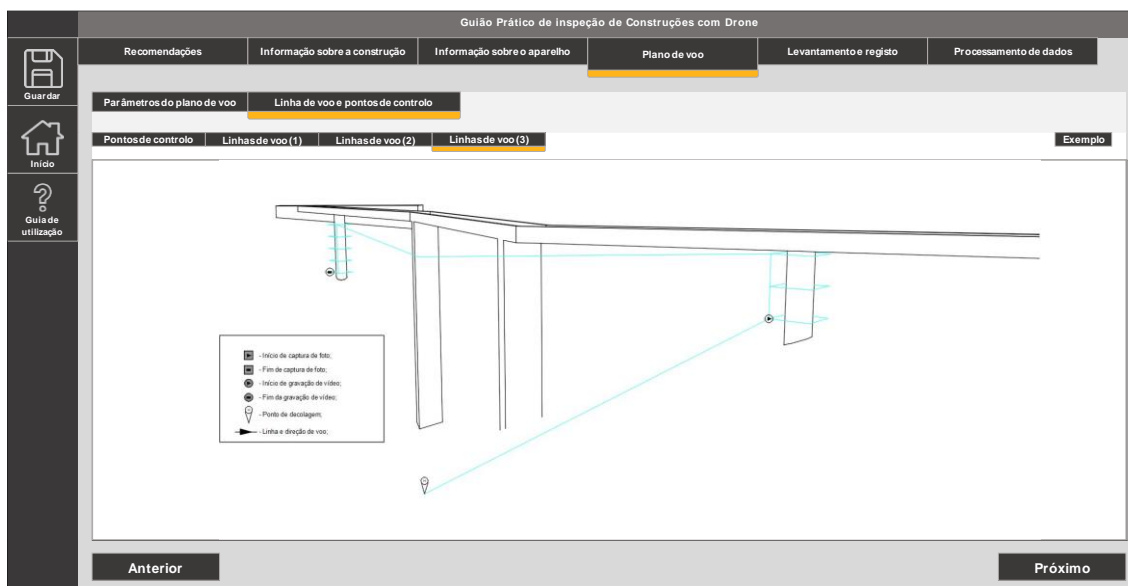 Guião Prático de inspeção de Construções com Drone
Recomendações
Informação sobre a construção
Informação sobre o aparelho
Plano de voo
Levantamento e registo
Processamento de dados
Guardar
Início
Guia de
utilização
Parâmetros do plano de voo
Linha de voo e pontos de controlo
Pontos de controlo
Linhas de voo (1)
Linhas de voo (2)
Linhas de voo (3)
Exemplo
- Início de captura de foto;
- Fim de captura de foto;
- Início de gravação de vídeo;
- Fim da gravação de vídeo;
- Ponto de decolagem;
- Linha e direção de voo;
Anterior
Próximo